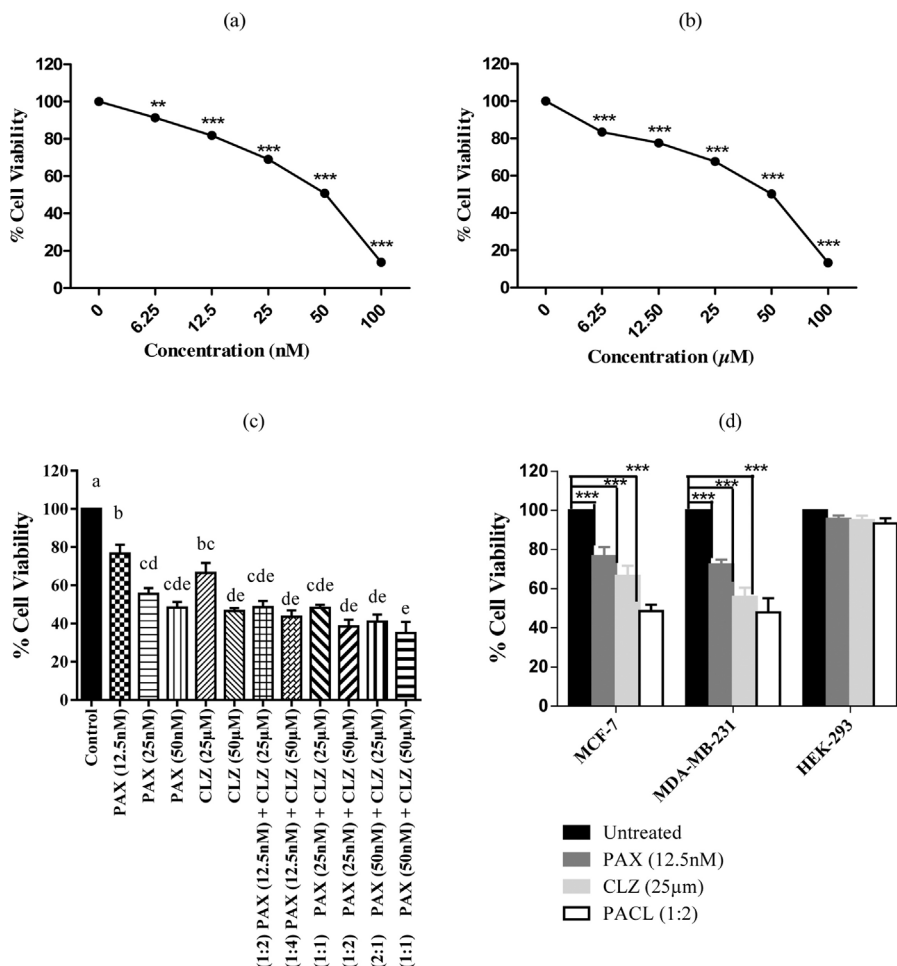 (a)
120
100
80
60
40
20
0
% Cell Viability
**
***
***
***
***
0
6.25
12.5
25
50
100
Concentration (nM)
(b)
120
100
80
60
40
20
0
% Cell Viability
***
***
***
***
***
0
6.25
12.50
25
50
100
Concentration (µM)
(c)
120
100
80
60
40
20
0
% Cell Viability
a
b
cd
cde
bc
de
cde
de
cde
de
de
e
Control
PAX (12.5nM)
PAX (25nM)
PAX (50nM)
CLZ (25µM)
CLZ (50µM)
(1:2) PAX (12.5nM) + CLZ (25µM)
(1:4) PAX (12.5nM) + CLZ (50µM)
(1:1) PAX (25nM) + CLZ (25µM)
(1:2) PAX (25nM) + CLZ (50µM)
(2:1) PAX (50nM) + CLZ (25µM)
(1:1) PAX (50nM) + CLZ (50µM)
(d)
120
100
80
60
40
20
0
% Cell Viability
***
***
***
***
***
***
MCF-7
MDA-MB-231
HEK-293
Untreated
PAX (12.5nM)
CLZ (25µm)
PACL (1:2)